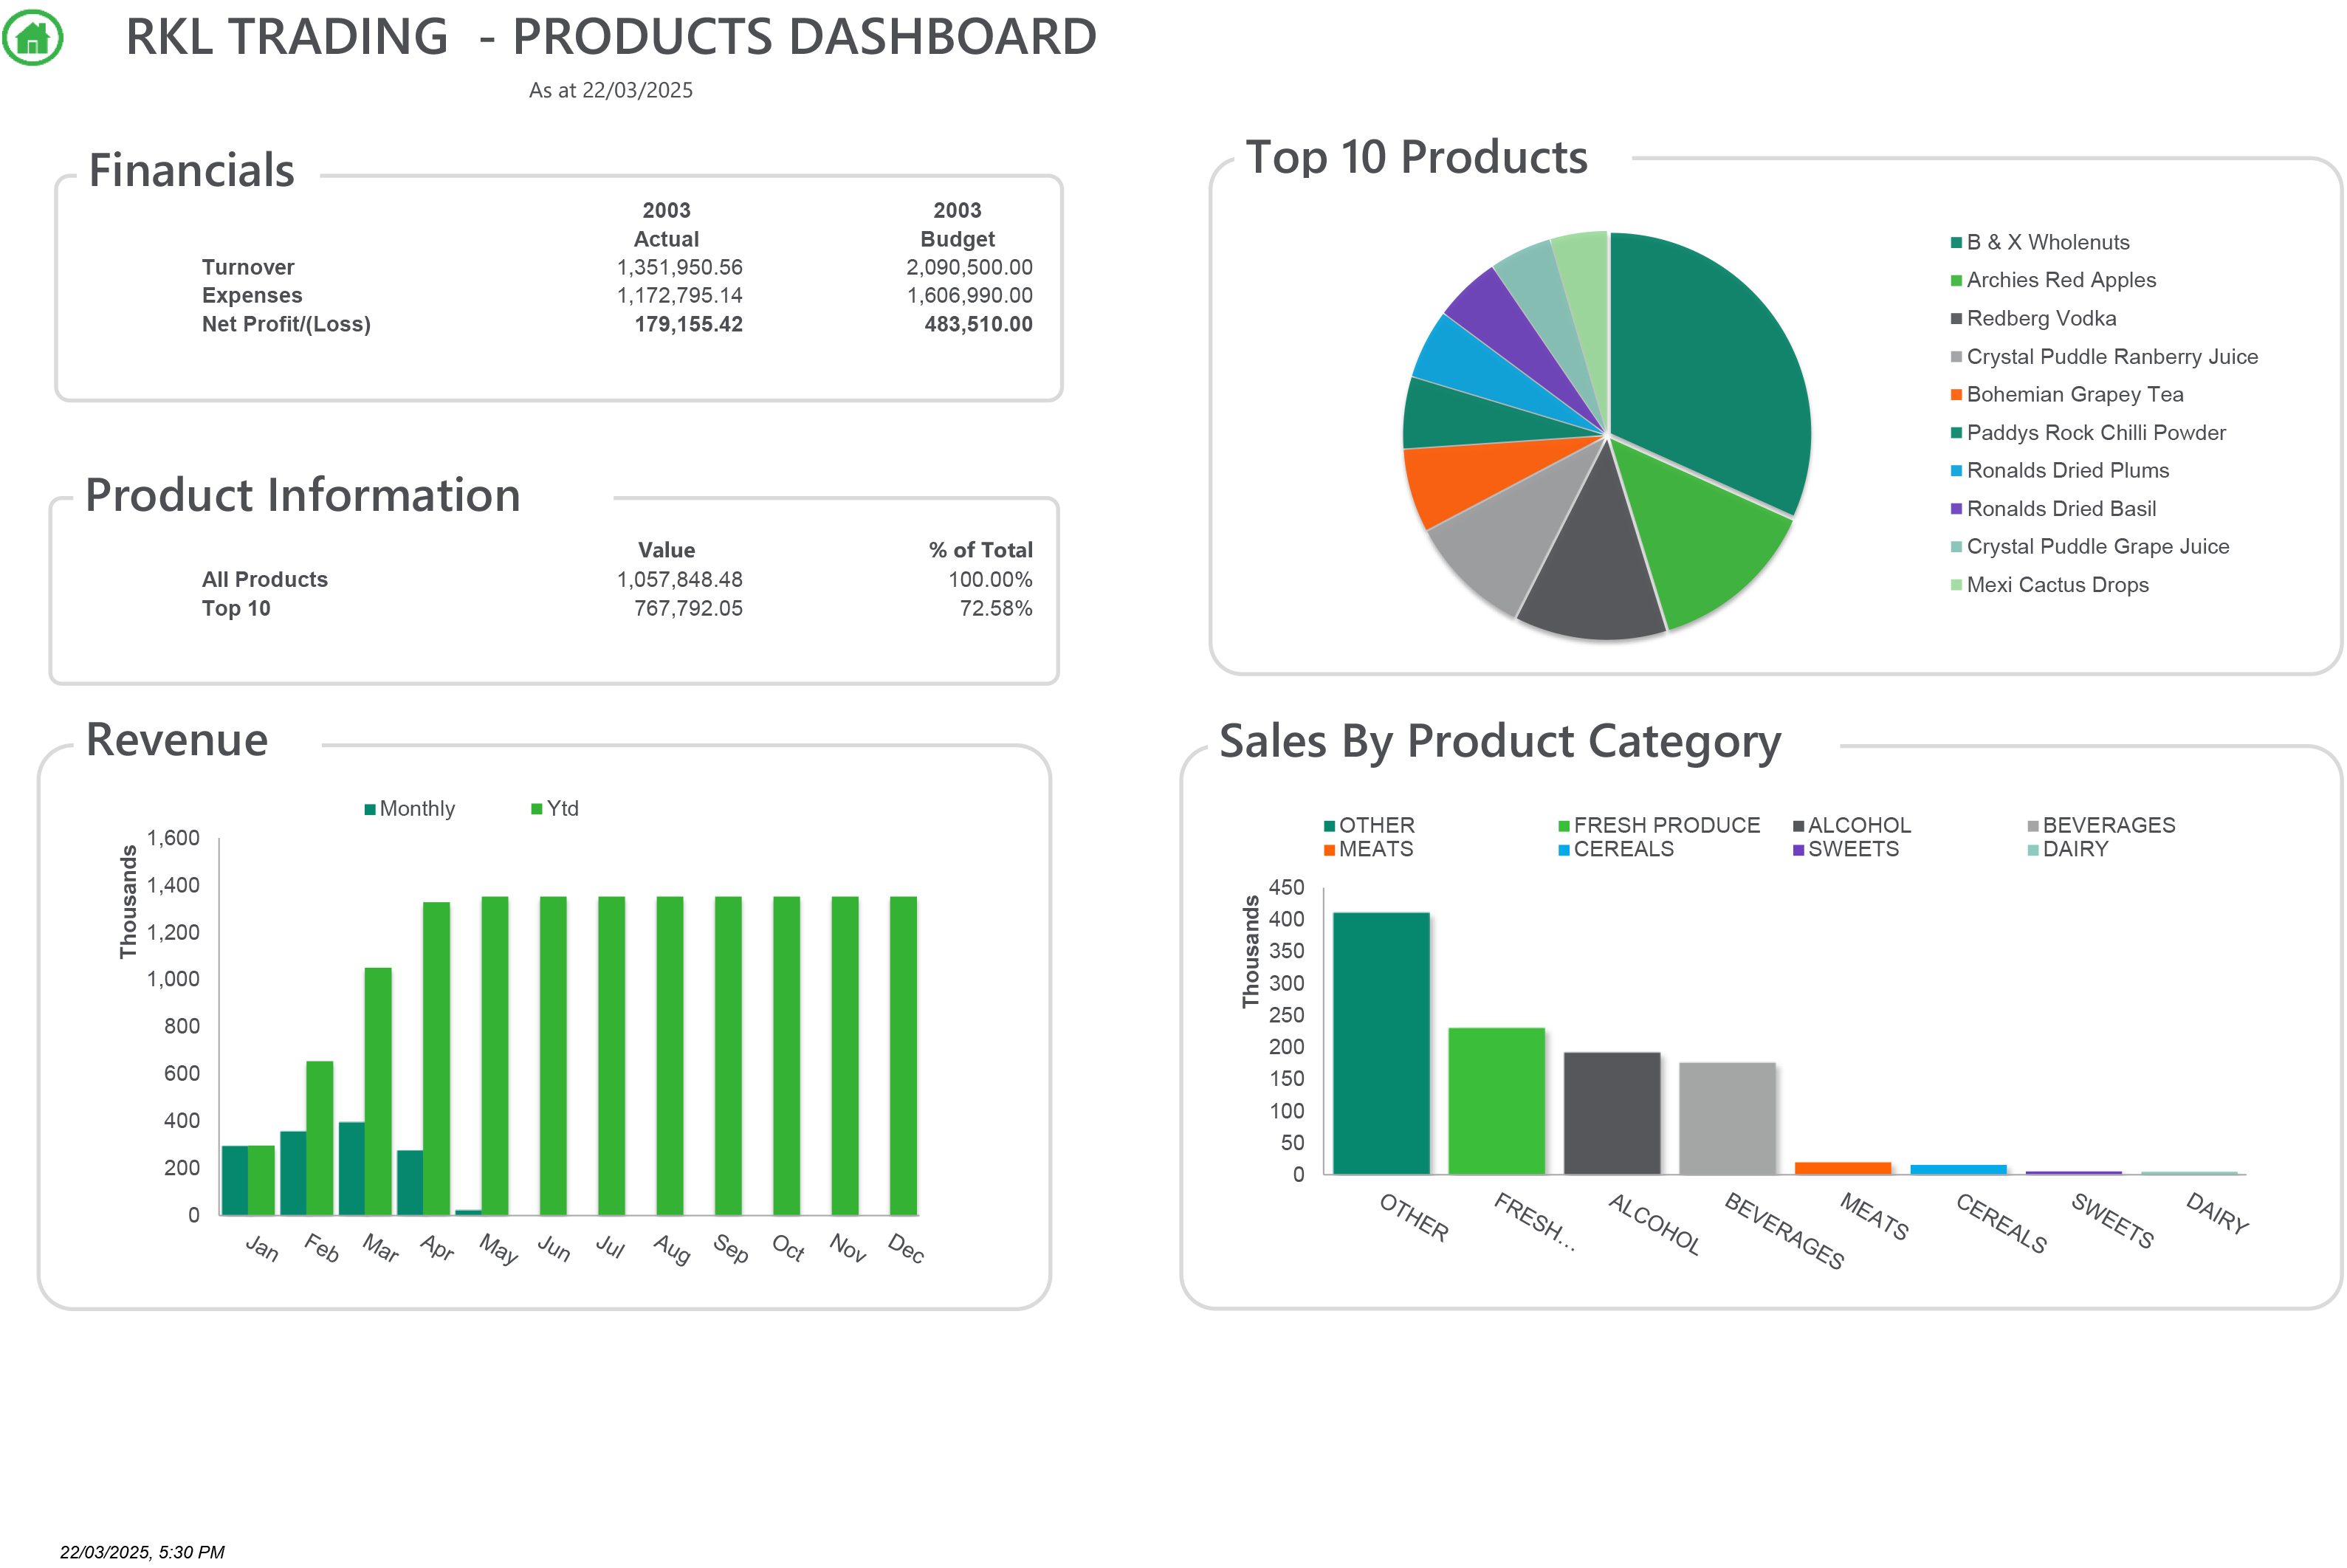 RKL TRADING - PRODUCTS DASHBOARD
As at 22/03/2025
Financials
2003 2003
Actual Budget
Turnover 1,351,950.56 2,090,500.00
Expenses 1,172,795.14 1,606,990.00
Net Profit/(Loss) 179,155.42 483,510.00
Product Information
Value % of Total
All Products 1,057,848.48 100.00%
Top 10 767,792.05 72.58%
Top 10 Products
B & X Wholenuts
Archies Red Apples
Redberg Vodka
Crystal Puddle Ranberry Juice
Bohemian Grapey Tea
Paddys Rock Chilli Powder
Ronalds Dried Plums
Ronalds Dried Basil
Crystal Puddle Grape Juice
Mexi Cactus Drops
Revenue
Monthly Ytd
Thousands
1,600
1,400
1,200
1,000
800
600
400
200
0
Jan Feb Mar Apr May Jun Jul Aug Sep Oct Nov Dec
Sales By Product Category
OTHER FRESH PRODUCE ALCOHOL BEVERAGES
MEATS CEREALS SWEETS DAIRY
Thousands
450
400
350
300
250
200
150
100
50
0
OTHER FRESH... ALCOHOL BEVERAGES MEATS CEREALS SWEETS DAIRY
22/03/2025, 5:30 PM